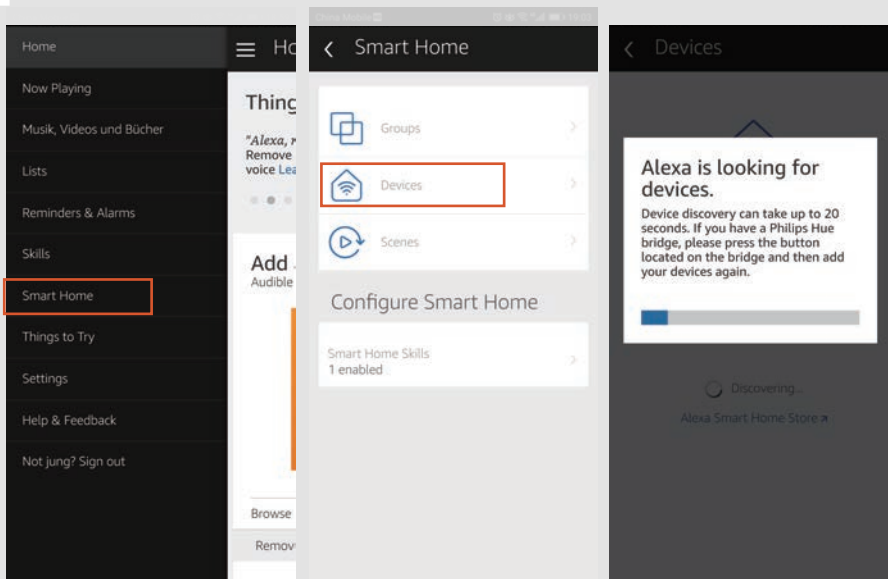 Home
Now Playing
Musik, Videos und Bücher
Lists
Reminders & Alarms
Skills
Smart Home
Things to Try
Settings
Help & Feedback
Not jung? Sign out
Thing
"Alexa, r
Remove
voice Lea
Add
Audible
Browse
Remov
Smart Home
Groups
Devices
Scenes
Configure Smart Home
Smart Home Skills
1 enabled
Devices
Alexa is looking for
devices.
Device discovery can take up to 20
seconds. If you have a Philips Hue
bridge, please press the button
located on the bridge and then add
your devices again.
Discovering...
Alexa Smart Home Store